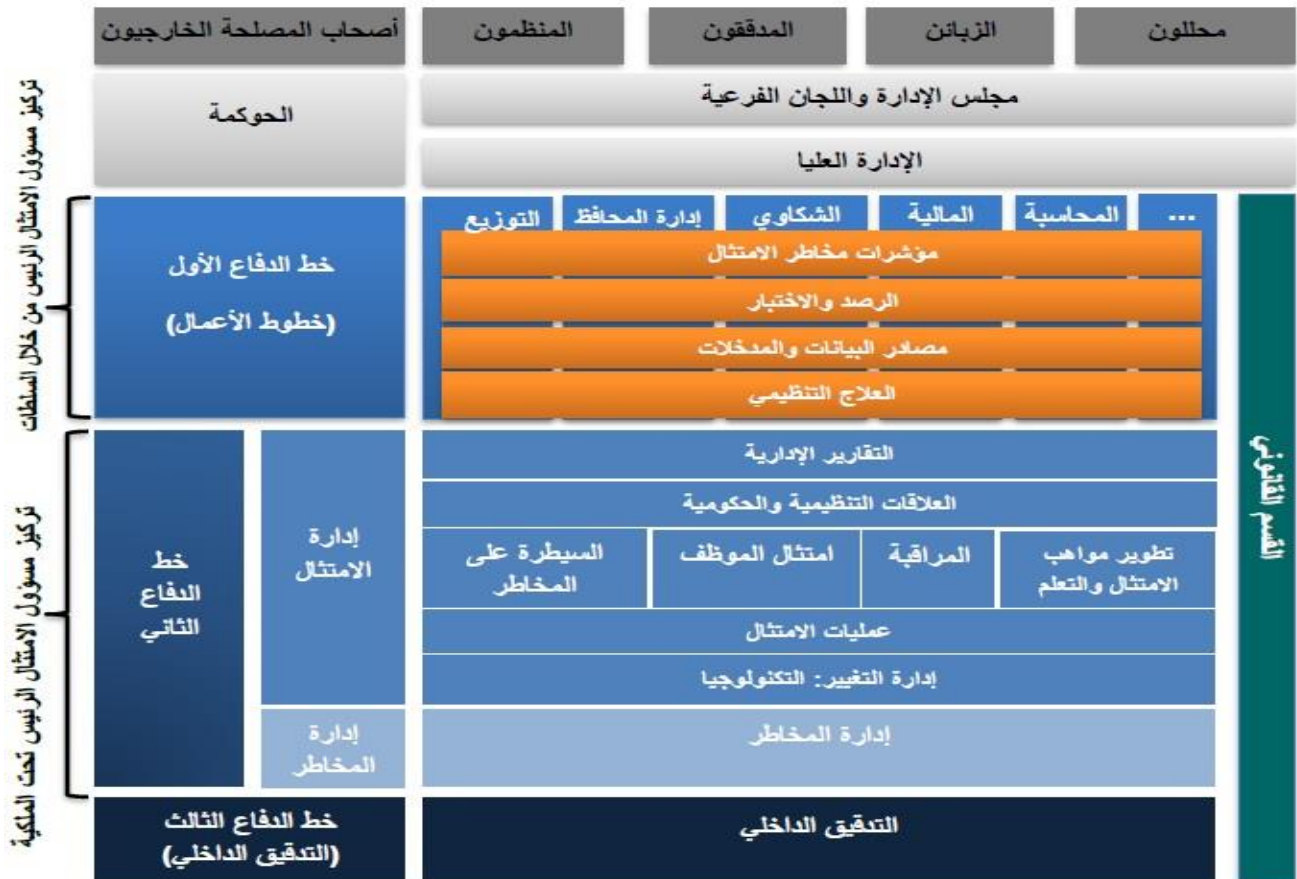 أصحاب المصلحة الخارجيون
المنظمون
المدققون
الزبائن
محللون
الحوكمة
مجلس الإدارة واللجان الفرعية
الإدارة العليا
تركيز مسؤول الامتثال الرئيس من خلال السلطات
خط الدفاع الأول
(خطوط الأعمال)
التوزيع
إدارة المحافظ
الشكاوي
المالية
المحاسبة
...
مؤشرات مخاطر الامتثال
الرصد والاختبار
مصادر البيانات والمدخلات
العلاج التنظيمي
القسم القانوني
تركيز مسؤول الامتثال الرئيس تحت الملكية
خط
الدفاع
الثاني
إدارة
الامتثال
التقارير الإدارية
العلاقات التنظيمية والحكومية
السيطرة على
المخاطر
امتثال الموظف
المراقبة
تطوير مواهب
الامتثال والتعلم
عمليات الامتثال
إدارة التغيير: التكنولوجيا
إدارة
المخاطر
إدارة المخاطر
خط الدفاع الثالث
(التدقيق الداخلي)
التدقيق الداخلي